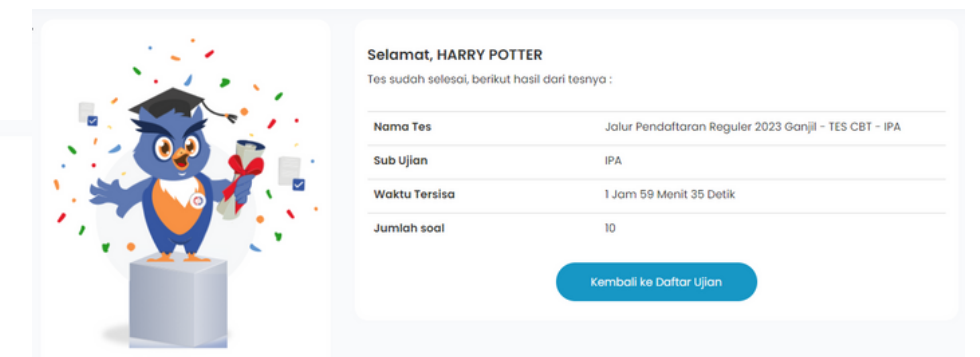 Selamat, HARRY POTTER
Tes sudah selesai, berikut hasil dari tesnya :
Nama Tes Jalur Pendaftaran Reguler 2023 Ganjil - TES CBT - IPA
Sub Ujian IPA
Waktu Tersisa 1 Jam 59 Menit 35 Detik
Jumlah soal 10
Kembali ke Daftar Ujian